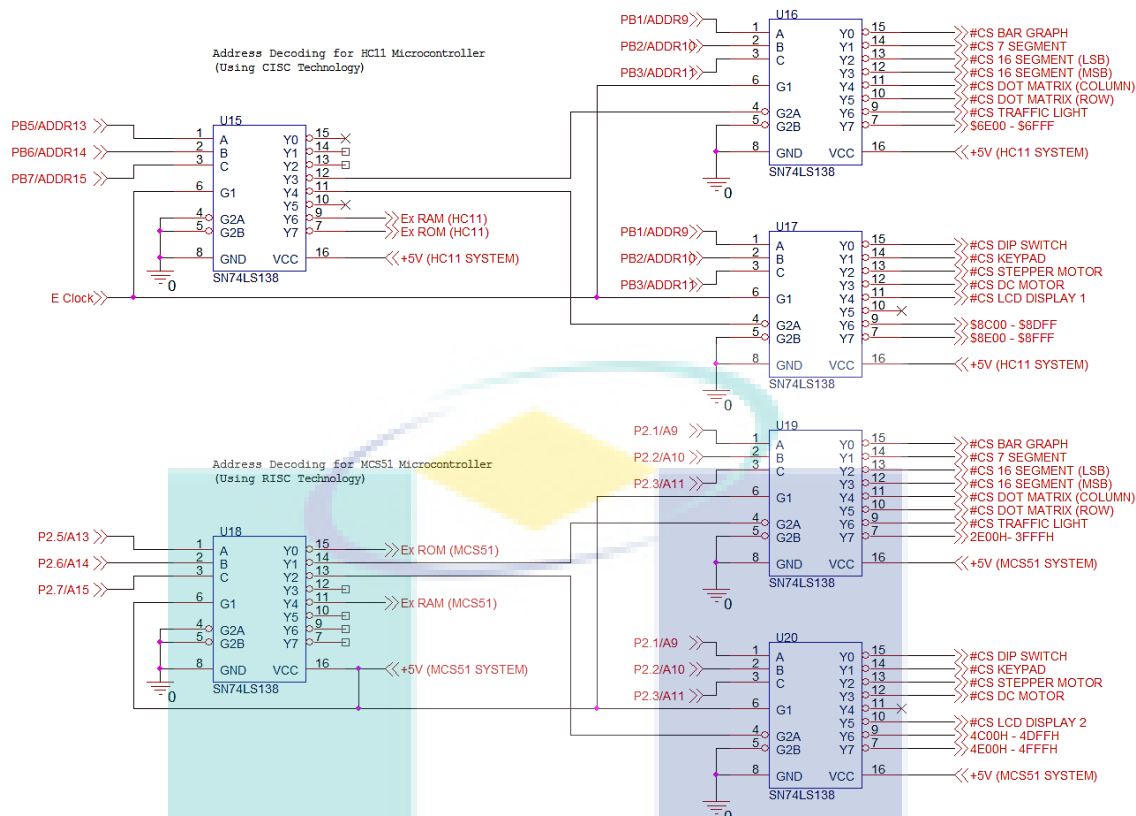 Address Decoding for HC11 Microcontroller
(Using CISC Technology)
U15
PB5/ADDR13 1 A Y0 15
PB6/ADDR14 2 B Y1 14
PB7/ADDR15 3 C Y2 13
Y3 12
6 G1 Y4 11
Y5 10
4 G2A Y6 9 Ex RAM (HC11)
5 G2B Y7 7 Ex ROM (HC11)
8 GND VCC 16 +5V (HC11 SYSTEM)
SN74LS138
0
E Clock
U16
PB1/ADDR9 1 A Y0 15 #CS BAR GRAPH
PB2/ADDR10 2 B Y1 14 #CS 7 SEGMENT
PB3/ADDR11 3 C Y2 13 #CS 16 SEGMENT (LSB)
Y3 12 #CS 16 SEGMENT (MSB)
6 G1 Y4 11 #CS DOT MATRIX (COLUMN)
Y5 10 #CS DOT MATRIX (ROW)
4 G2A Y6 9 #CS TRAFFIC LIGHT
5 G2B Y7 7 $6E00 - $6FFF
8 GND VCC 16 +5V (HC11 SYSTEM)
SN74LS138
0
U17
PB1/ADDR9 1 A Y0 15 #CS DIP SWITCH
PB2/ADDR10 2 B Y1 14 #CS KEYPAD
PB3/ADDR11 3 C Y2 13 #CS STEPPER MOTOR
Y3 12 #CS DC MOTOR
6 G1 Y4 11 #CS LCD DISPLAY 1
Y5 10
4 G2A Y6 9 $8C00 - $8DFF
5 G2B Y7 7 $8E00 - $8FFF
8 GND VCC 16 +5V (HC11 SYSTEM)
SN74LS138
0
Address Decoding for MCS51 Microcontroller
(Using RISC Technology)
U18
P2.5/A13 1 A Y0 15 Ex ROM (MCS51)
P2.6/A14 2 B Y1 14
P2.7/A15 3 C Y2 13
Y3 12
6 G1 Y4 11 Ex RAM (MCS51)
Y5 10
4 G2A Y6 9
5 G2B Y7 7
8 GND VCC 16 +5V (MCS51 SYSTEM)
SN74LS138
0
U19
P2.1/A9 1 A Y0 15 #CS BAR GRAPH
P2.2/A10 2 B Y1 14 #CS 7 SEGMENT
P2.3/A11 3 C Y2 13 #CS 16 SEGMENT (LSB)
Y3 12 #CS 16 SEGMENT (MSB)
6 G1 Y4 11 #CS DOT MATRIX (COLUMN)
Y5 10 #CS DOT MATRIX (ROW)
4 G2A Y6 9 #CS TRAFFIC LIGHT
5 G2B Y7 7 2E00H- 3FFFH
8 GND VCC 16 +5V (MCS51 SYSTEM)
SN74LS138
0
U20
P2.1/A9 1 A Y0 15 #CS DIP SWITCH
P2.2/A10 2 B Y1 14 #CS KEYPAD
P2.3/A11 3 C Y2 13 #CS STEPPER MOTOR
Y3 12 #CS DC MOTOR
6 G1 Y4 11
Y5 10 #CS LCD DISPLAY 2
4 G2A Y6 9 4C00H - 4DFFH
5 G2B Y7 7 4E00H - 4FFFH
8 GND VCC 16 +5V (MCS51 SYSTEM)
SN74LS138
0